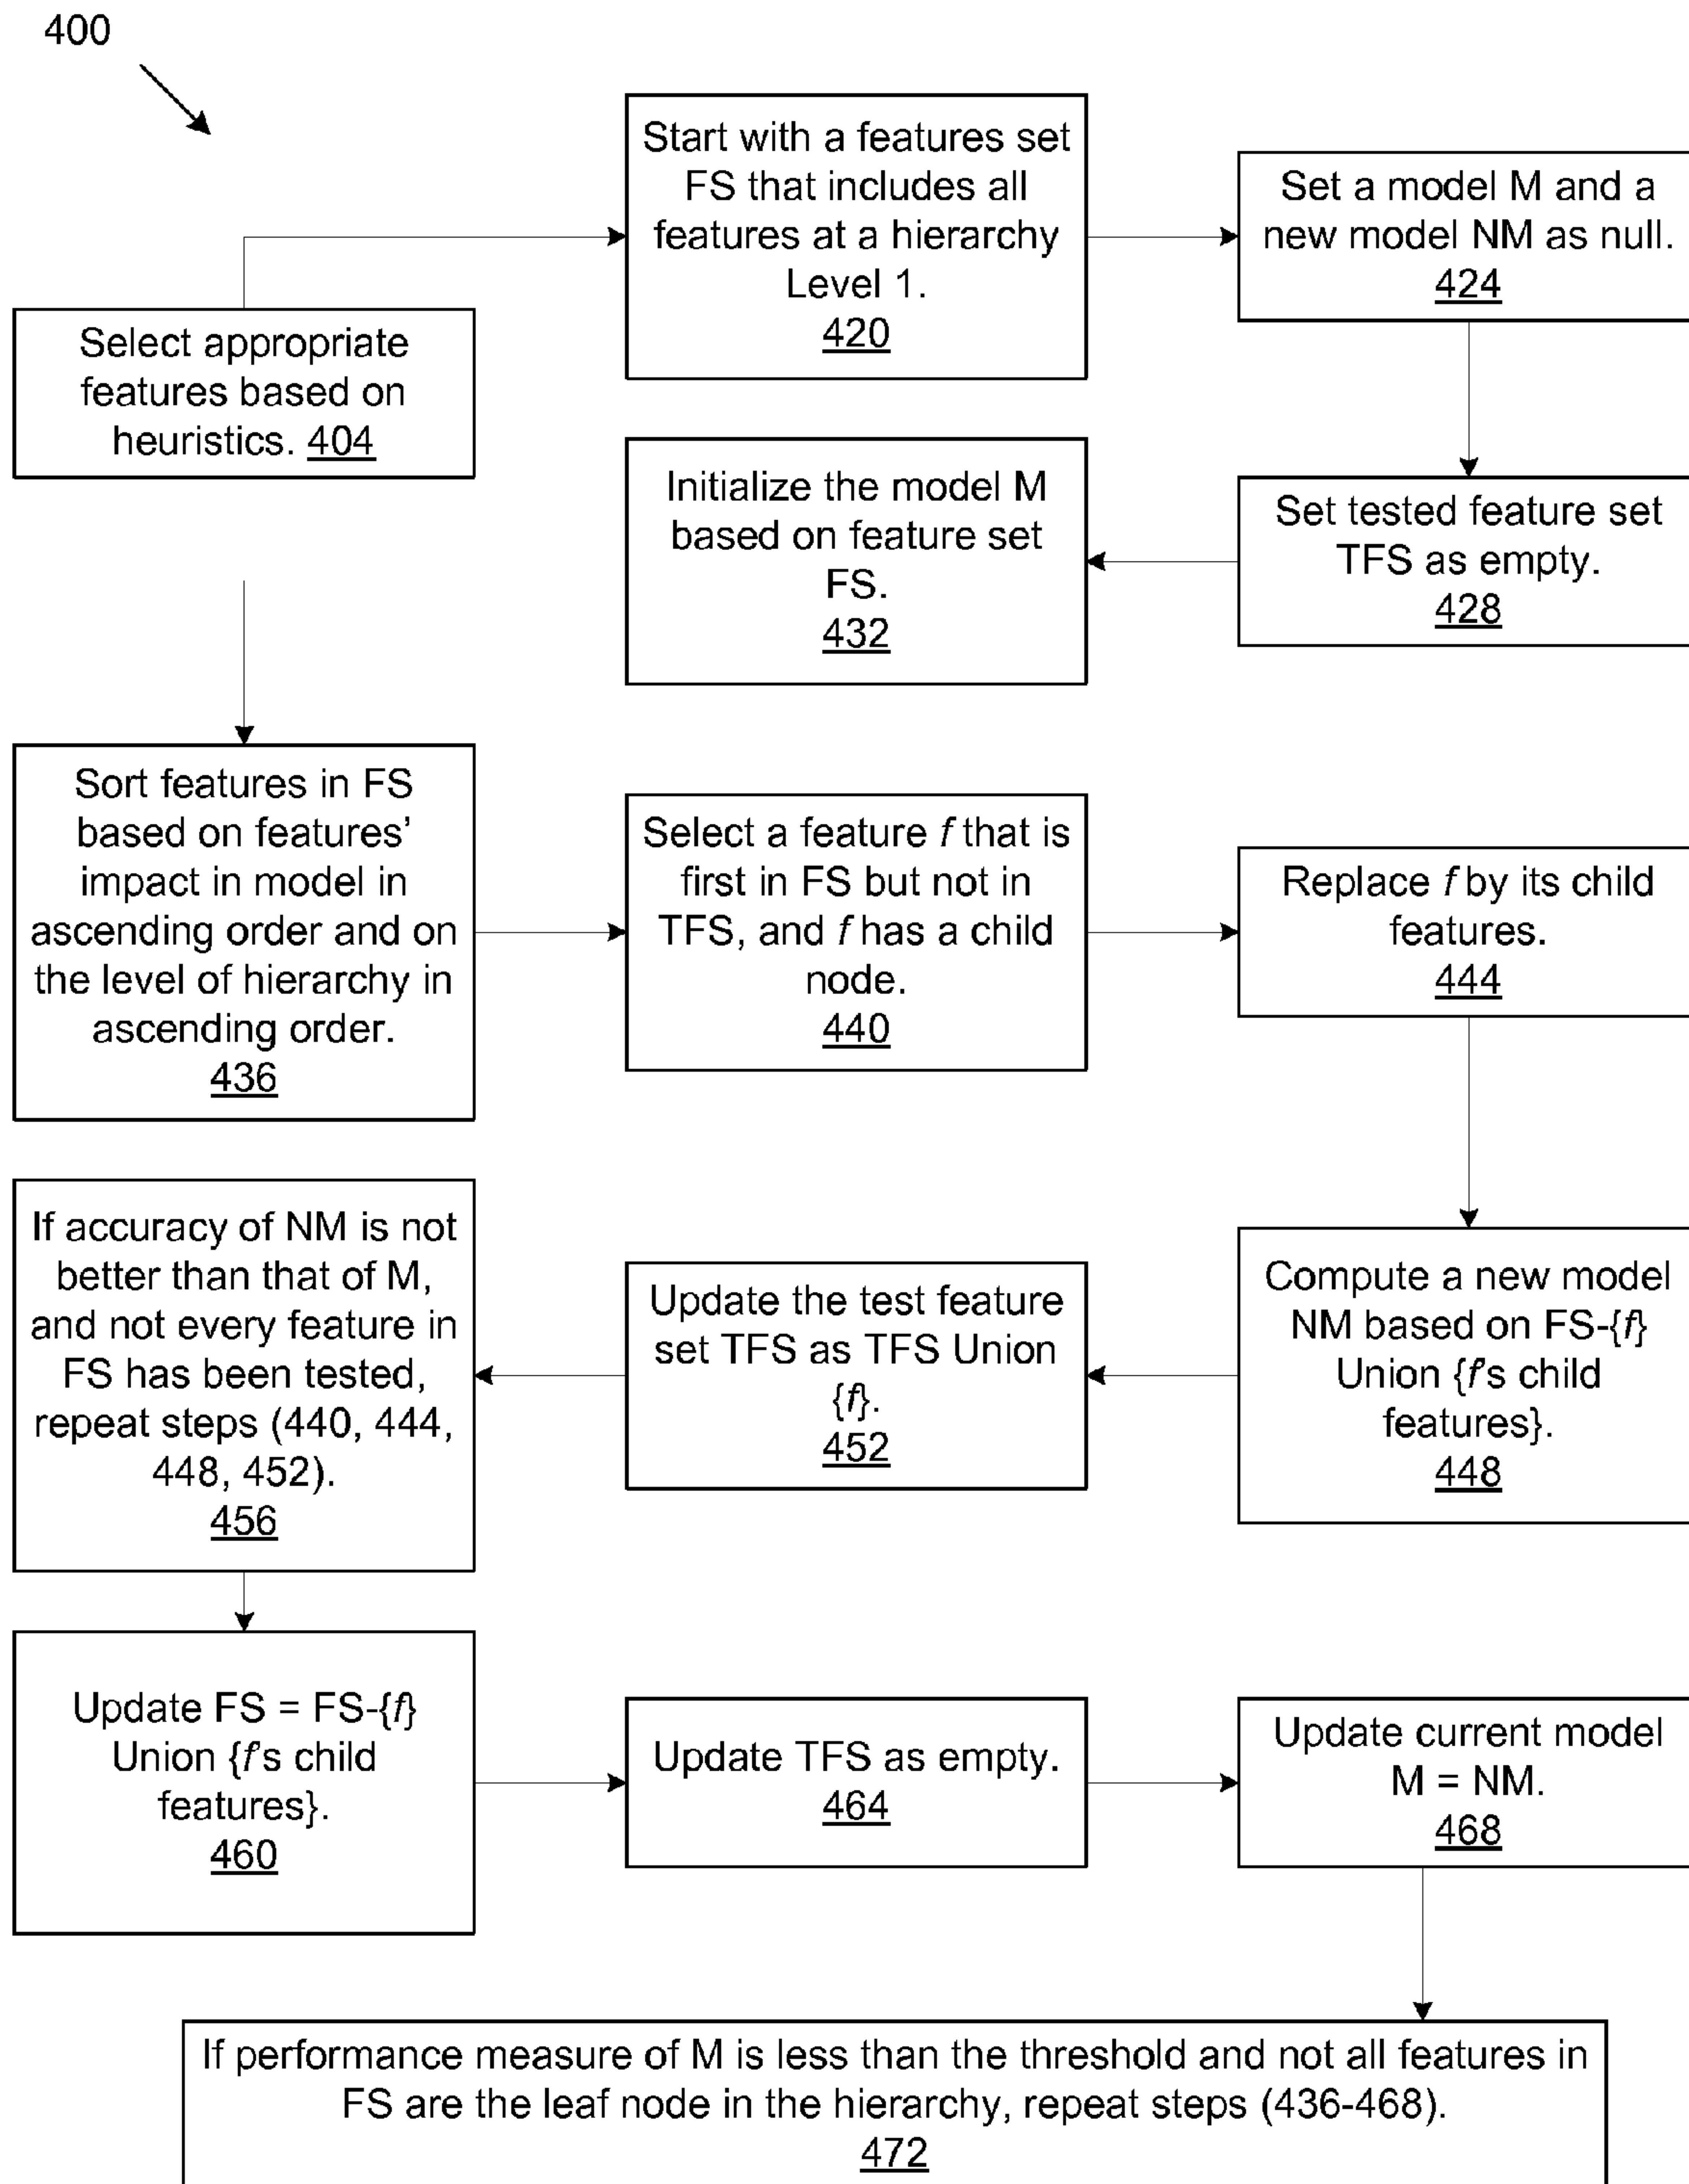 400
Start with a features set
FS that includes all
features at a hierarchy
Level 1.
420
Set a model M and a
new model NM as null.
424
Select appropriate
features based on
heuristics. 404
Initialize the model M
based on feature set
FS.
432
Set tested feature set
TFS as empty.
428
Sort features in FS
based on features’
impact in model in
ascending order and on
the level of hierarchy in
ascending order.
436
Select a feature f that is
first in FS but not in
TFS, and f has a child
node.
440
Replace f by its child
features.
444
If accuracy of NM is not
better than that of M,
and not every feature in
FS has been tested,
repeat steps (440, 444,
448, 452).
456
Update the test feature
set TFS as TFS Union
{f}.
452
Compute a new model
NM based on FS-{f}
Union {f's child
features}.
448
Update FS = FS-{f}
Union {f's child
features}.
460
Update TFS as empty.
464
Update current model
M = NM.
468
If performance measure of M is less than the threshold and not all features in
FS are the leaf node in the hierarchy, repeat steps (436-468).
472